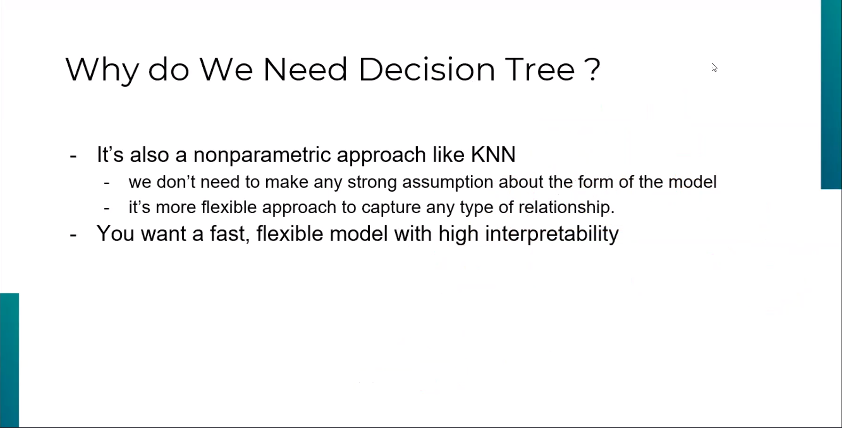 Why do We Need Decision Tree ?
- It's also a nonparametric approach like KNN
- we don't need to make any strong assumption about the form of the model
- it's more flexible approach to capture any type of relationship.
- You want a fast, flexible model with high interpretability